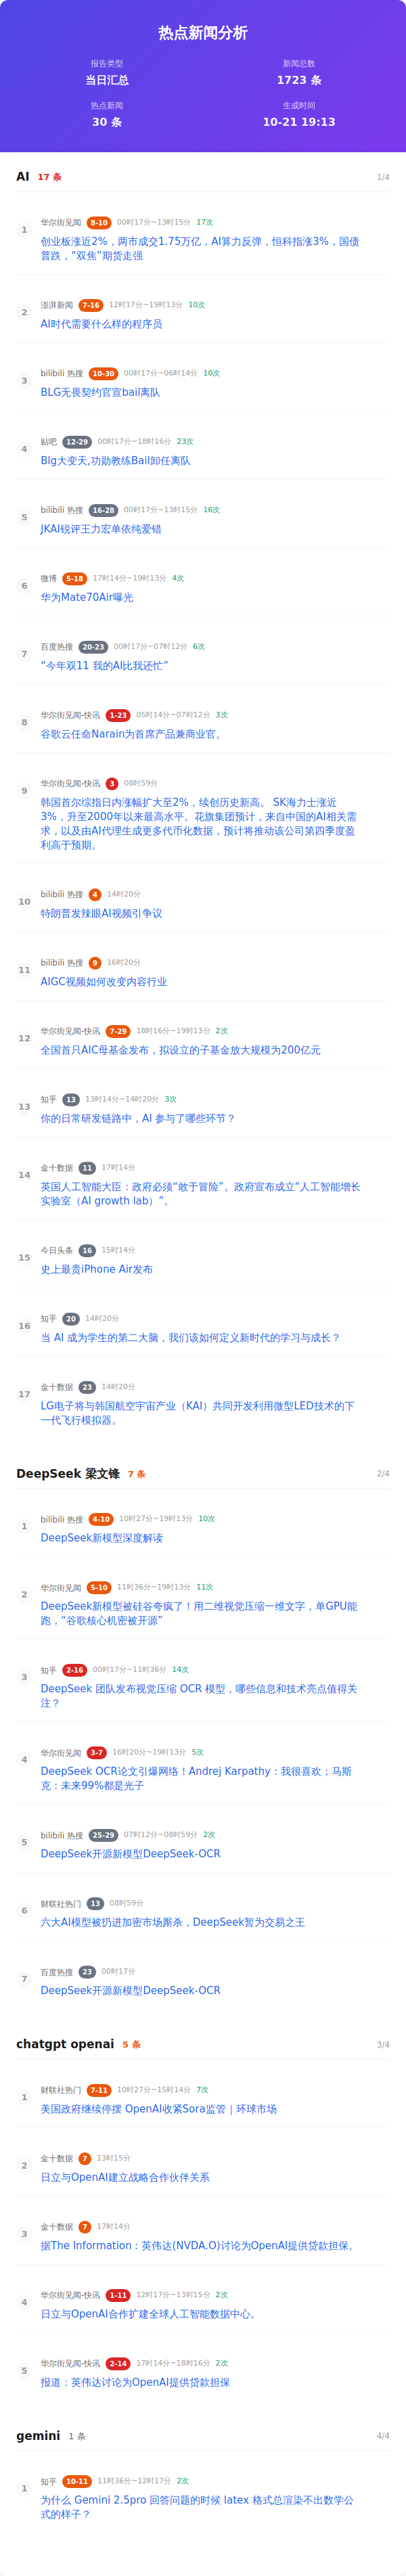 热点新闻分析
报告类型
当日汇总
新闻总数
1723 条
热点新闻
30 条
生成时间
10-21 19:13
AI 17 条 1/4
1
华尔街见闻 8-10 00时17分~13时15分 17次
创业板涨近2%，两市成交1.75万亿，AI算力反弹，恒科指涨3%，国债
普跌，“双焦”期货走强
2
澎湃新闻 7-16 12时17分~19时13分 10次
AI时代需要什么样的程序员
3
bilibili 热搜 10-30 00时17分~06时14分 10次
BLG无畏契约官宣bail离队
4
贴吧 12-29 00时17分~18时16分 23次
Blg大变天,功勋教练Bail卸任离队
5
bilibili 热搜 16-28 00时17分~13时15分 16次
JKAI锐评王力宏单依纯爱错
6
微博 5-18 17时14分~19时13分 4次
华为Mate70Air曝光
7
百度热搜 20-23 00时17分~07时12分 6次
“今年双11 我的AI比我还忙”
8
华尔街见闻-快讯 1-23 05时14分~07时12分 3次
谷歌云任命Narain为首席产品兼商业官。
9
华尔街见闻-快讯 3 08时59分
韩国首尔综指日内涨幅扩大至2%，续创历史新高。 SK海力士涨近
3%，升至2000年以来最高水平。花旗集团预计，来自中国的AI相关需
求，以及由AI代理生成更多代币化数据，预计将推动该公司第四季度盈
利高于预期。
10
bilibili 热搜 4 14时20分
特朗普发辣眼AI视频引争议
11
bilibili 热搜 9 16时20分
AIGC视频如何改变内容行业
12
华尔街见闻-快讯 7-29 18时16分~19时13分 2次
全国首只AIC母基金发布，拟设立的子基金放大规模为200亿元
13
知乎 13 13时14分~14时20分 3次
你的日常研发链路中，AI 参与了哪些环节？
14
金十数据 11 17时14分
英国人工智能大臣：政府必须“敢于冒险”。政府宣布成立“人工智能增长
实验室（AI growth lab）”。
15
今日头条 16 15时14分
史上最贵iPhone Air发布
16
知乎 20 14时20分
当 AI 成为学生的第二大脑，我们该如何定义新时代的学习与成长？
17
金十数据 23 14时20分
LG电子将与韩国航空宇宙产业（KAI）共同开发利用微型LED技术的下
一代飞行模拟器。
DeepSeek 梁文锋 7 条 2/4
1
bilibili 热搜 4-10 10时27分~19时13分 10次
DeepSeek新模型深度解读
2
华尔街见闻 5-10 11时36分~19时13分 11次
DeepSeek新模型被硅谷夸疯了！用二维视觉压缩一维文字，单GPU能
跑，“谷歌核心机密被开源”
3
知乎 2-16 00时17分~11时36分 14次
DeepSeek 团队发布视觉压缩 OCR 模型，哪些信息和技术亮点值得关
注？
4
华尔街见闻 3-7 16时20分~19时13分 5次
DeepSeek OCR论文引爆网络！Andrej Karpathy：我很喜欢；马斯
克：未来99%都是光子
5
bilibili 热搜 25-29 07时12分~08时59分 2次
DeepSeek开源新模型DeepSeek-OCR
6
财联社热门 13 08时59分
六大AI模型被扔进加密市场厮杀，DeepSeek暂为交易之王
7
百度热搜 23 00时17分
DeepSeek开源新模型DeepSeek-OCR
chatgpt openai 5 条 3/4
1
财联社热门 7-11 10时27分~15时14分 7次
美国政府继续停摆 OpenAI收紧Sora监管｜环球市场
2
金十数据 7 13时15分
日立与OpenAI建立战略合作伙伴关系
3
金十数据 7 17时14分
据The Information：英伟达(NVDA.O)讨论为OpenAI提供贷款担保。
4
华尔街见闻-快讯 1-11 12时17分~13时15分 2次
日立与OpenAI合作扩建全球人工智能数据中心。
5
华尔街见闻-快讯 2-14 17时14分~18时16分 2次
报道：英伟达讨论为OpenAI提供贷款担保
gemini 1 条 4/4
1
知乎 10-11 11时36分~12时17分 2次
为什么 Gemini 2.5pro 回答问题的时候 latex 格式总渲染不出数学公
式的样子？